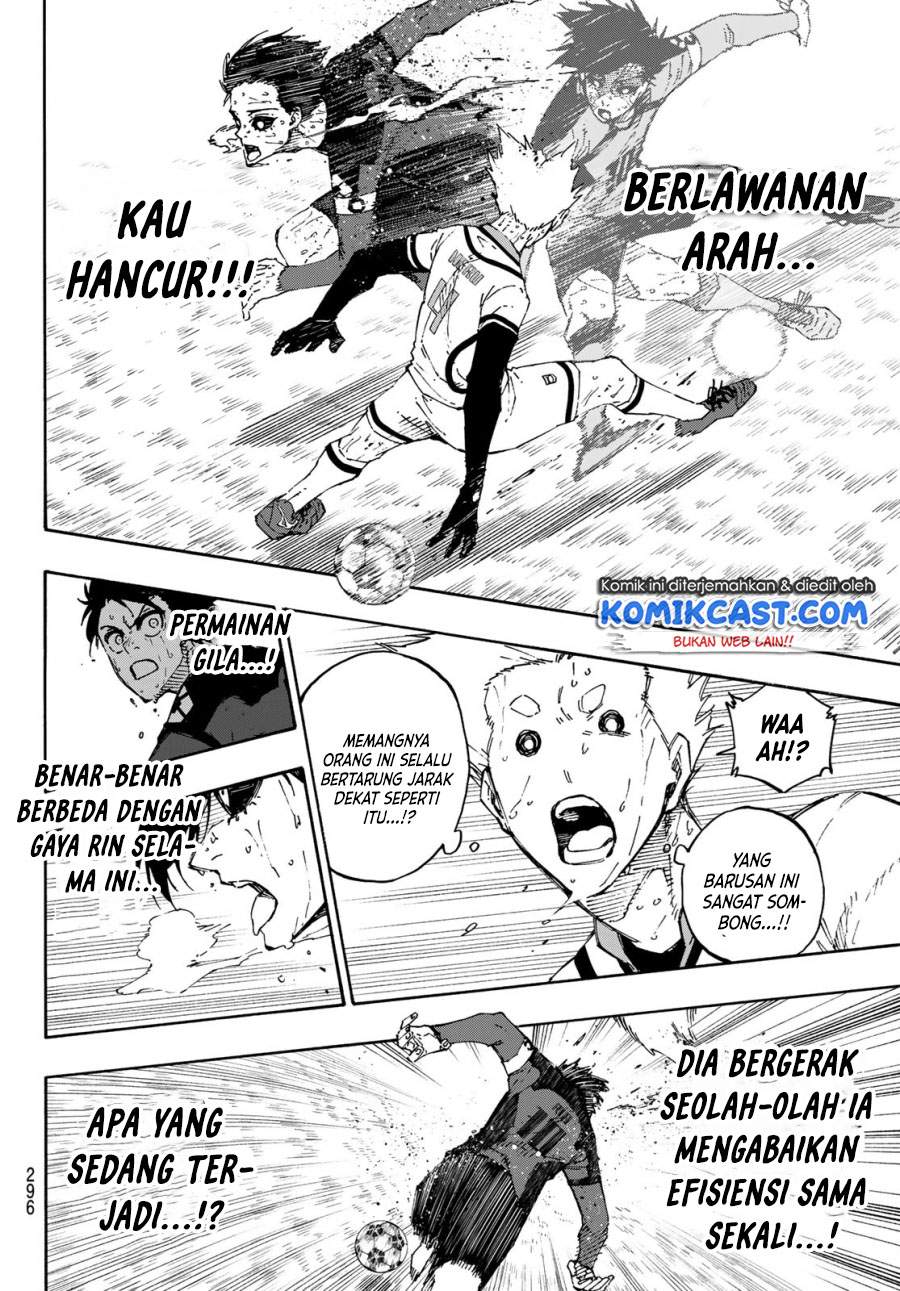 BERLAWANAN
ARAH...
KAU
HANCUR!!!
Komik ini diterjemahkan & diedit oleh
KOMIKCAST.COM
BUKAN WEB LAIN!!
WAA
AH!?
YANG
BARUSAN INI
SANGAT SOM-
BONG...!!
MEMANGNYA
ORANG INI SELALU
BERTARUNG JARAK
DEKAT SEPERTI
ITU...!?
PERMAINAN
GILA...!
BENAR-BENAR
BERBEDA DENGAN
GAYA RIN SELA-
MA INI...
DIA BERGERAK
SEOLAH-OLAH IA
MENGABAIKAN
EFISIENSI SAMA
SEKALI...!
APA YANG
SEDANG TER-
JADI...!?
296